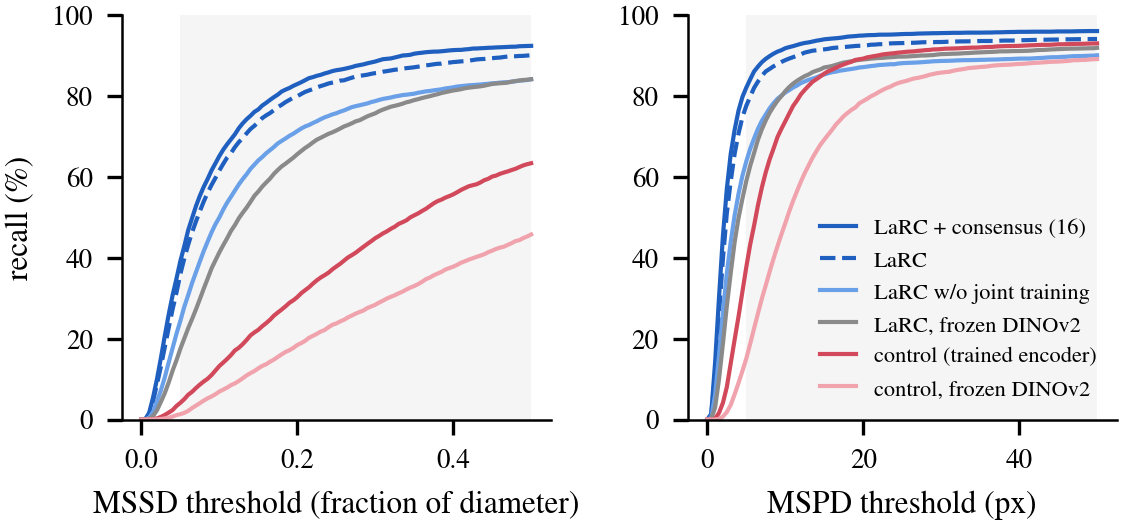 recall (%)
100
80
60
40
20
0
0.0 0.2 0.4
MSSD threshold (fraction of diameter)
100
80
60
40
20
0
0 20 40
MSPD threshold (px)
LaRC + consensus (16)
LaRC
LaRC w/o joint training
LaRC, frozen DINOv2
control (trained encoder)
control, frozen DINOv2